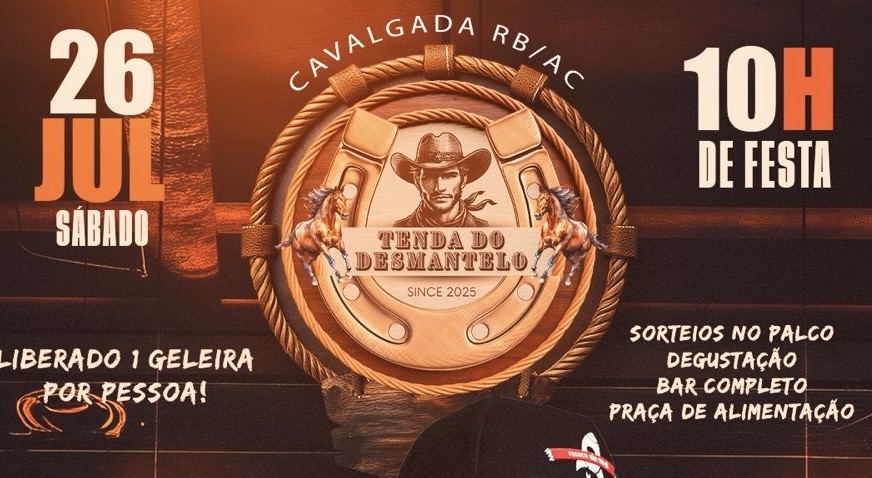 CAVALGADA RB/AC
26
JUL
SÁBADO
10H
DE FESTA
TENDA DO
DESMANTELO
SINCE 2025
LIBERADO 1 GELEIRA
POR PESSOA!
SORTEIOS NO PALCO
DEGUSTAÇÃO
BAR COMPLETO
PRAÇA DE ALIMENTAÇÃO